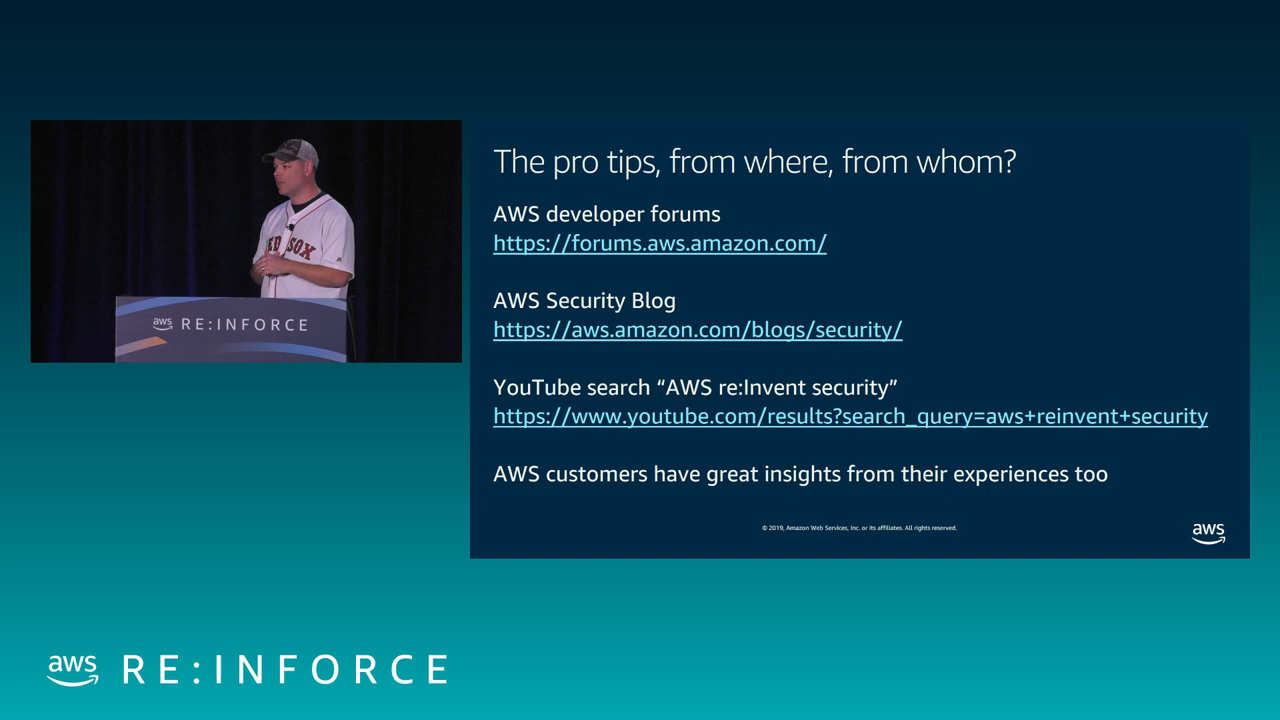 RED SOX
aws RE:INFORCE
The pro tips, from where, from whom?
AWS developer forums
https://forums.aws.amazon.com/
AWS Security Blog
https://aws.amazon.com/blogs/security/
YouTube search “AWS re:Invent security”
https://www.youtube.com/results?search_query=aws+reinvent+security
AWS customers have great insights from their experiences too
© 2019, Amazon Web Services, Inc. or its affiliates. All rights reserved.
aws
aws RE:INFORCE